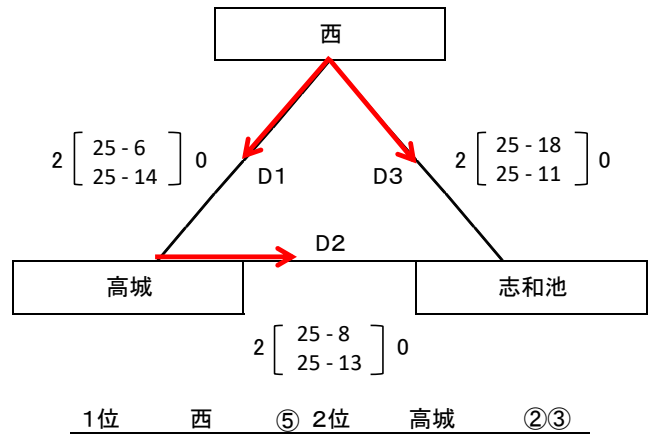 西
2 [ 25 - 6 ] 0
25 - 14
D1
D3
2 [ 25 - 18 ] 0
25 - 11
D2
高城
志和池
2 [ 25 - 8 ] 0
25 - 13
1位 西 ⑤ 2位 高城 ②③